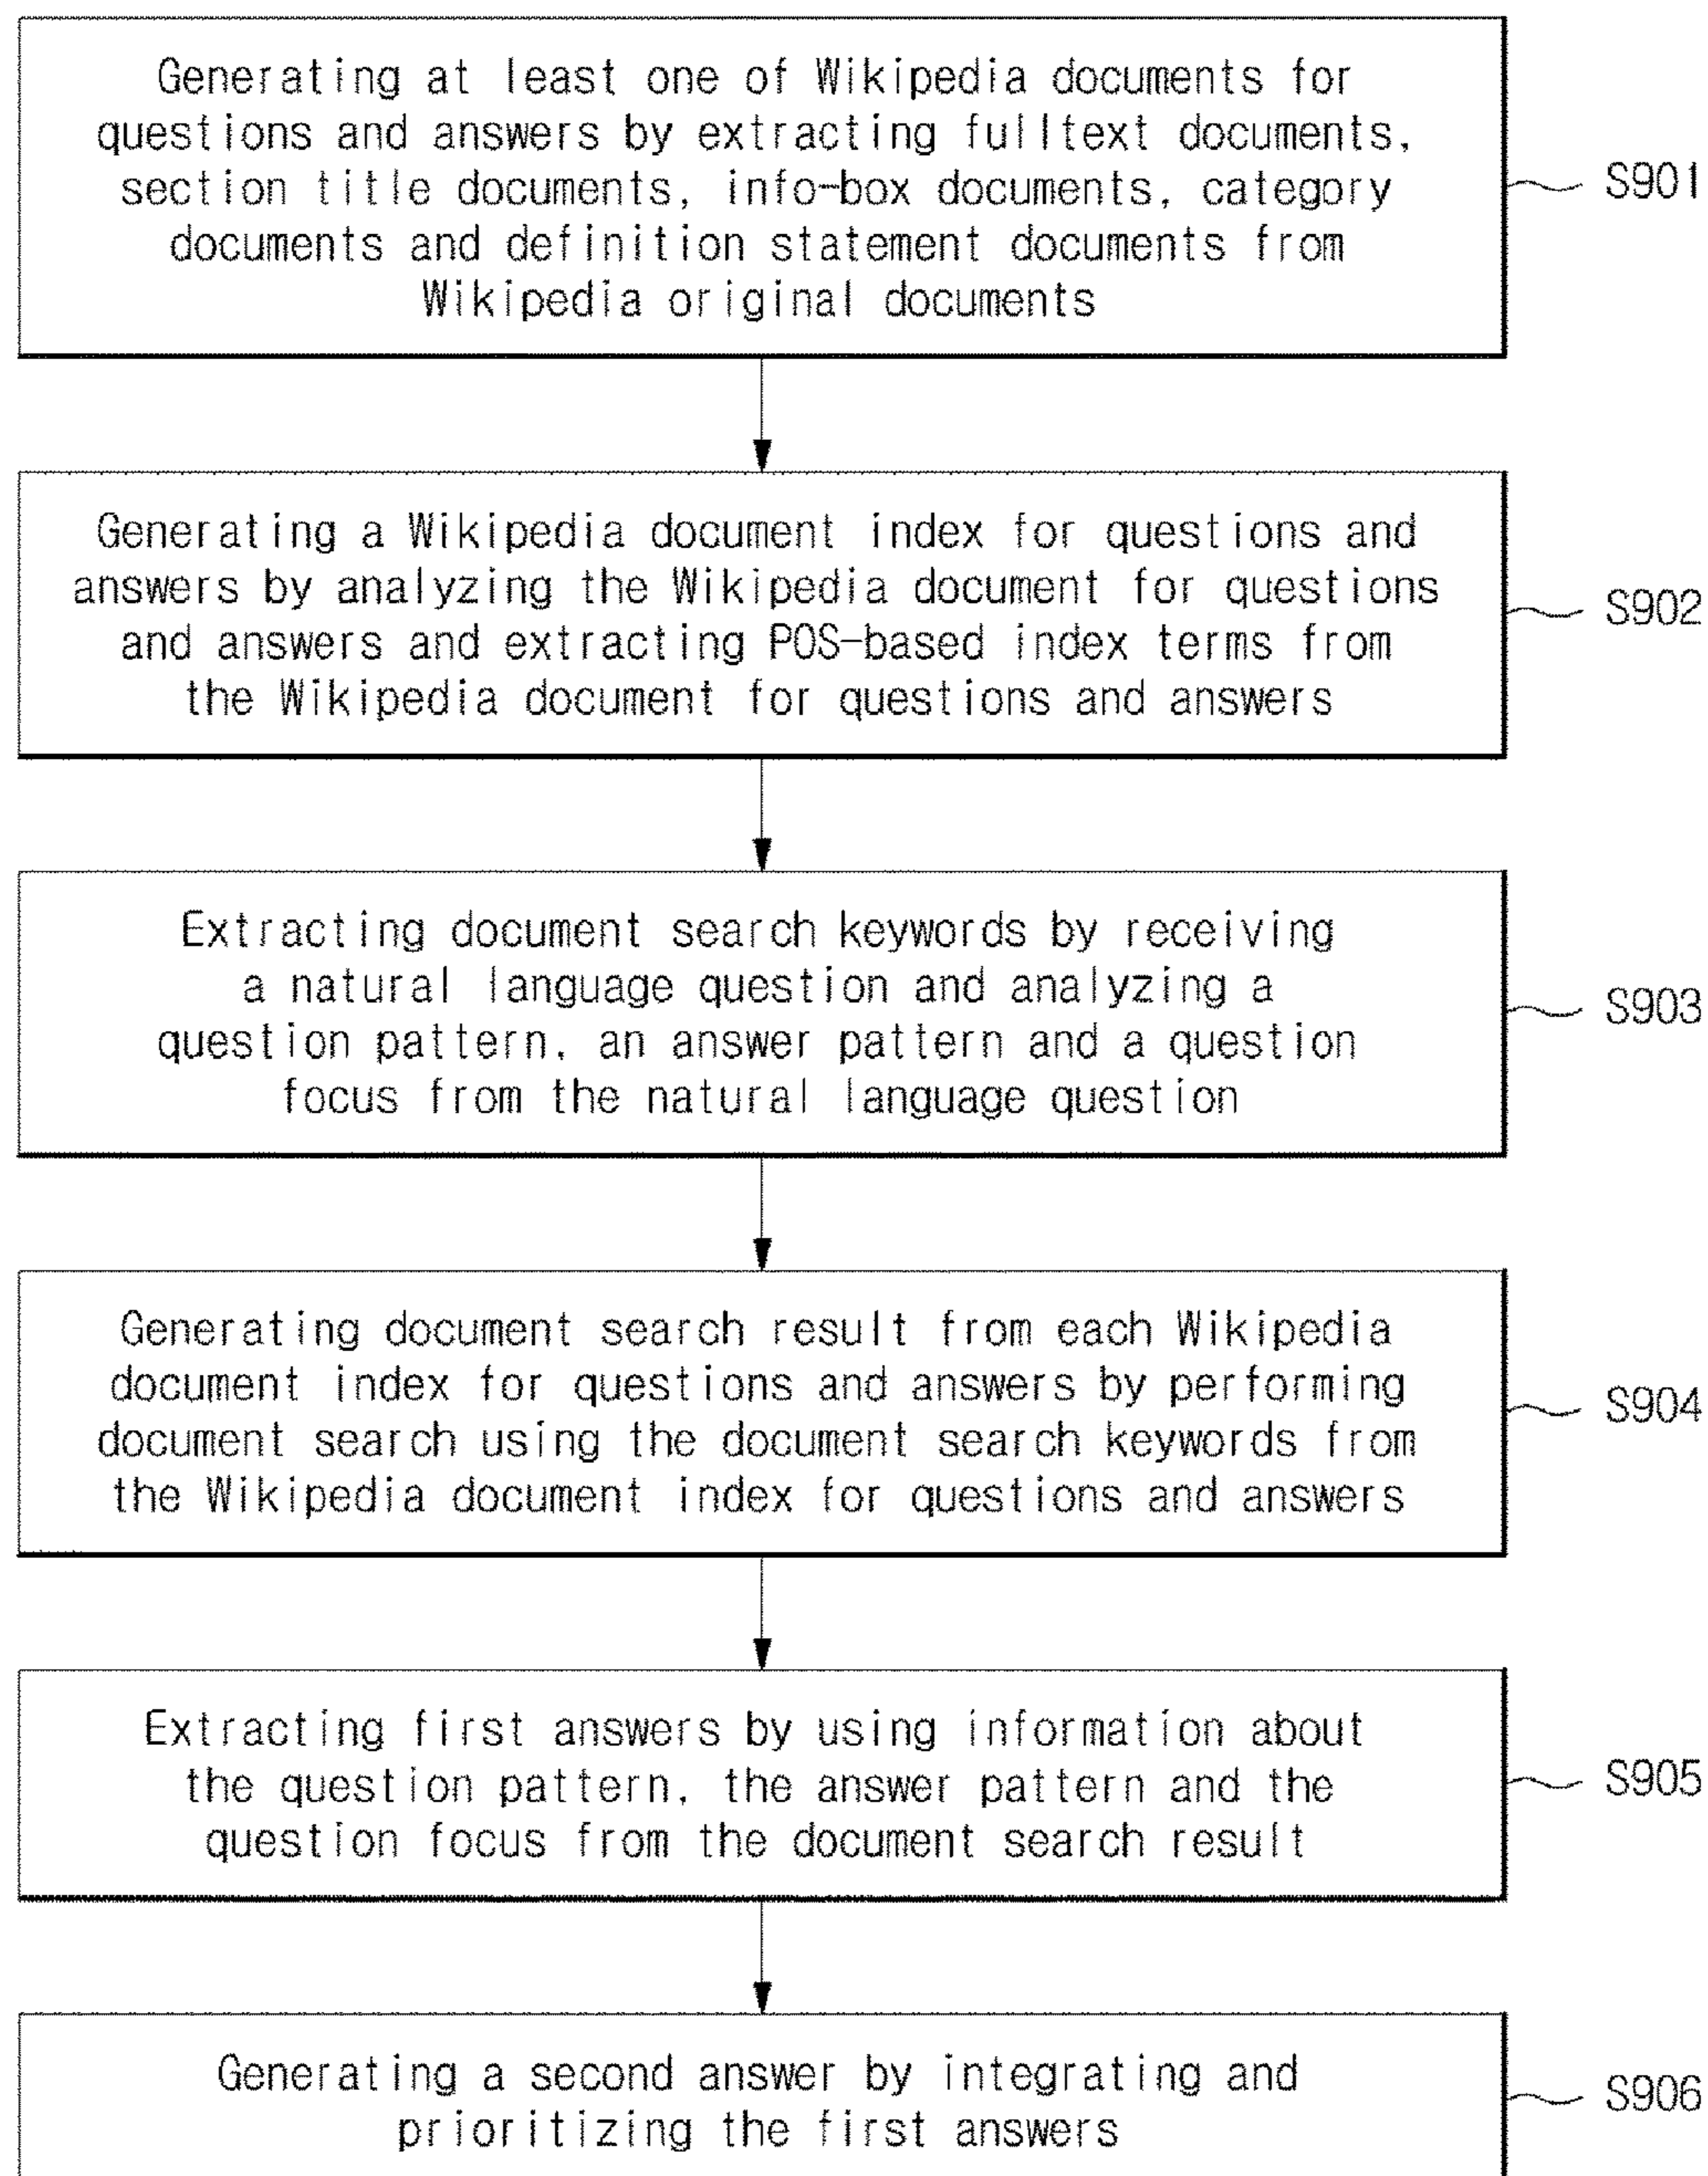 Generating at least one of Wikipedia documents for
questions and answers by extracting fulltext documents,
section title documents, info-box documents, category
documents and definition statement documents from
Wikipedia original documents
S901
Generating a Wikipedia document index for questions and
answers by analyzing the Wikipedia document for questions
and answers and extracting POS-based index terms from
the Wikipedia document for questions and answers
S902
Extracting document search keywords by receiving
a natural language question and analyzing a
question pattern, an answer pattern and a question
focus from the natural language question
S903
Generating document search result from each Wikipedia
document index for questions and answers by performing
document search using the document search keywords from
the Wikipedia document index for questions and answers
S904
Extracting first answers by using information about
the question pattern, the answer pattern and the
question focus from the document search result
S905
Generating a second answer by integrating and
prioritizing the first answers
S906